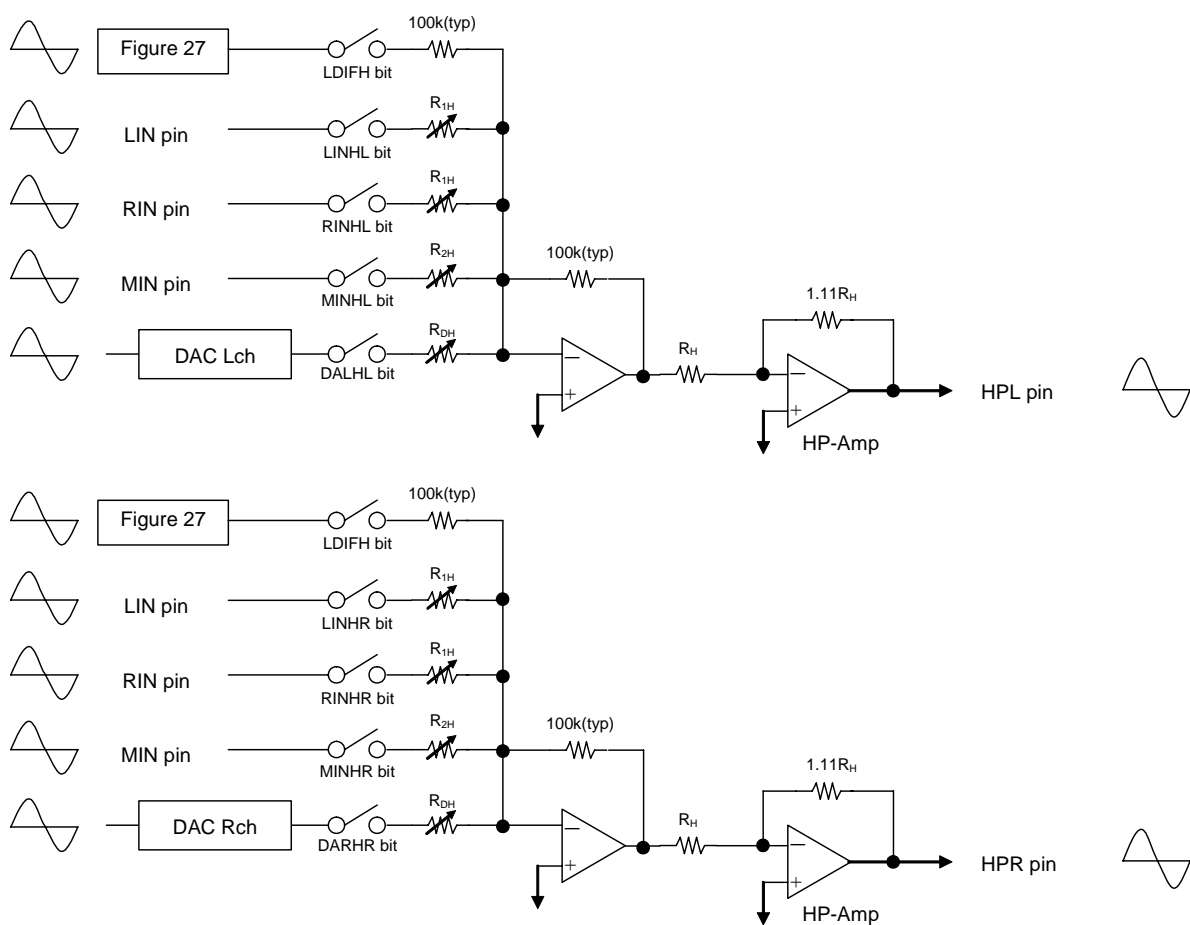 100k(typ)
Figure 27
LDIFH bit
R1H
LIN pin
LINHL bit
R1H
RIN pin
RINHL bit
R2H
100k(typ)
MIN pin
MINHL bit
1.11RH
RDH
DAC Lch
DALHL bit
−
+
RH
−
+
HPL pin
HP-Amp
100k(typ)
Figure 27
LDIFH bit
R1H
LIN pin
LINHR bit
R1H
RIN pin
RINHR bit
R2H
100k(typ)
MIN pin
MINHR bit
1.11RH
RDH
DAC Rch
DARHR bit
−
+
RH
−
+
HPR pin
HP-Amp